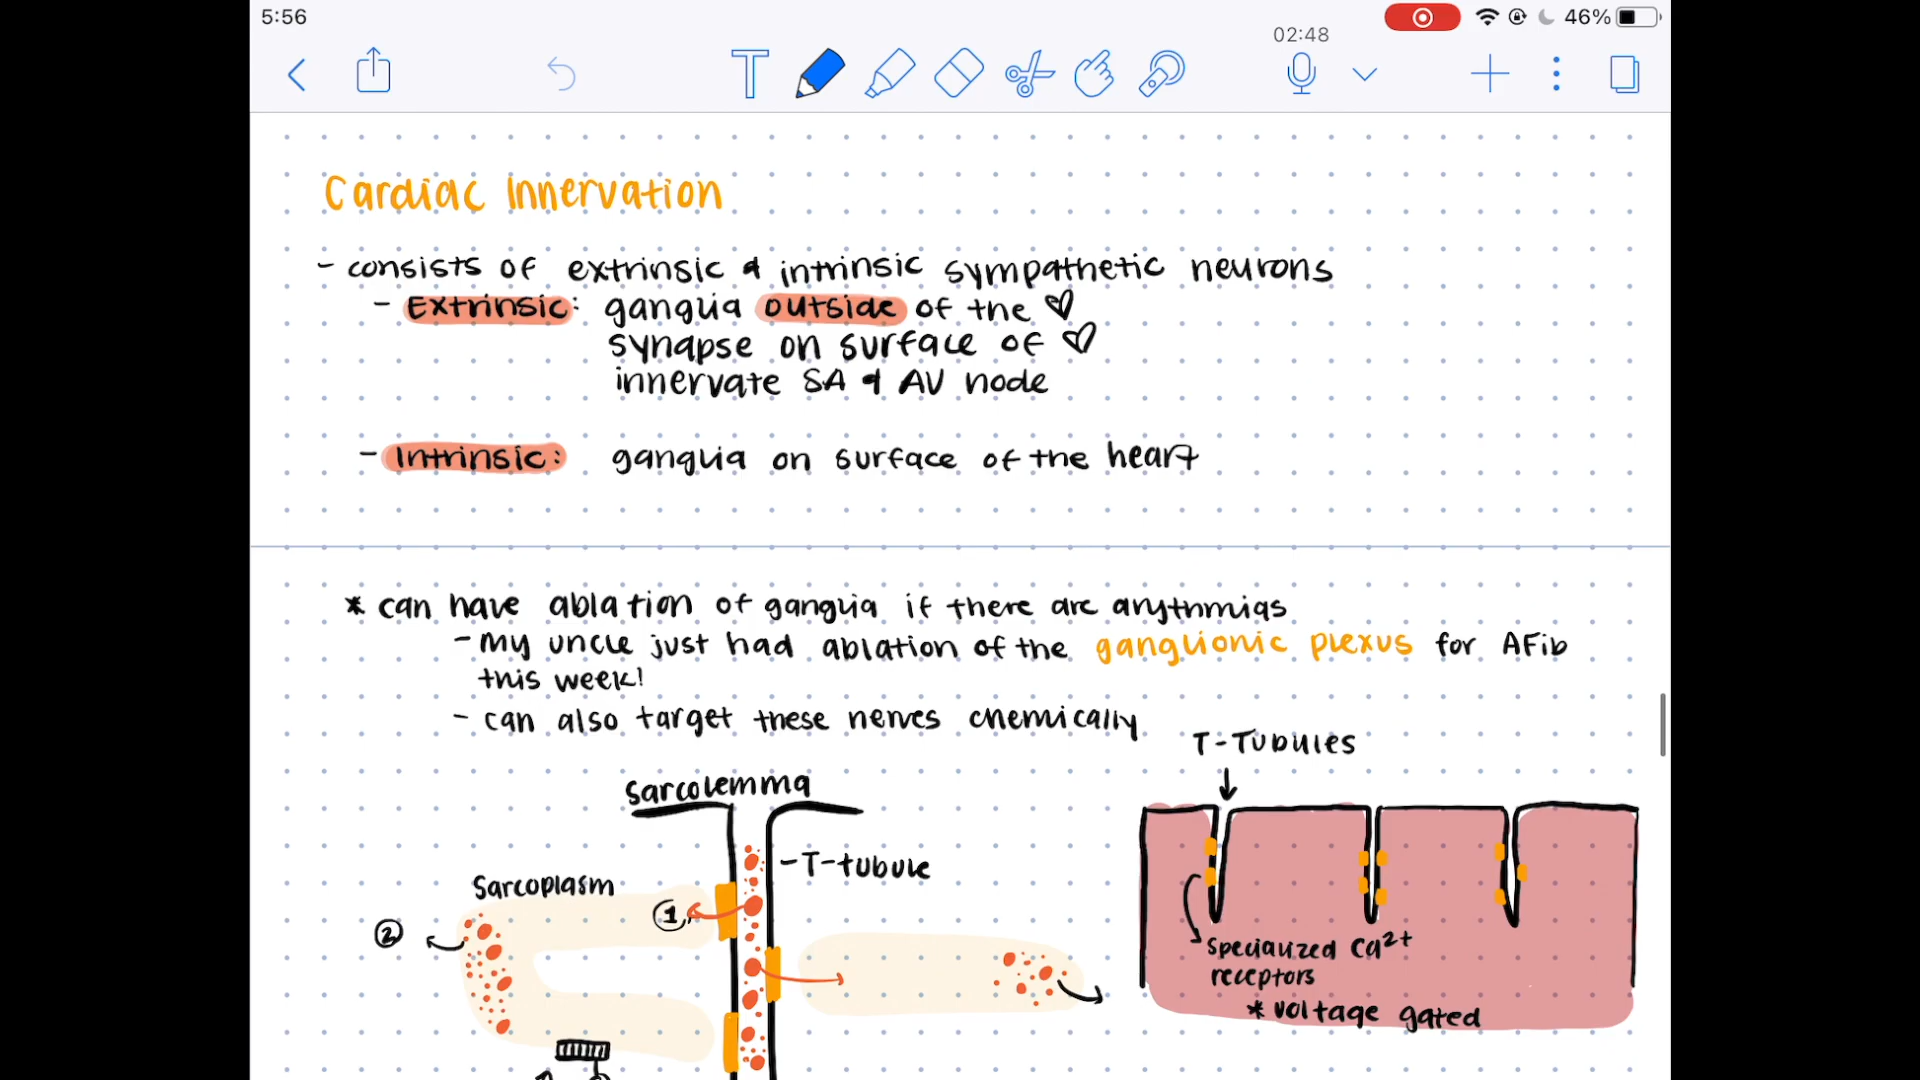 5:56
46%
02:48
Cardiac Innervation
- consists of extrinsic & intrinsic sympathetic neurons
- Extrinsic: ganglia outside of the ♡
synapse on surface of ♡
innervate SA & AV node
- Intrinsic: ganglia on surface of the heart
* can have ablation of ganglia if there are arythmias
- my uncle just had ablation of the ganglionic plexus for AFib
this week!
- can also target these nerves chemically
T-Tubules
Sarcolemma
- T-tubule
Sarcoplasm
1
2
specialized Ca2+
receptors
* voltage gated